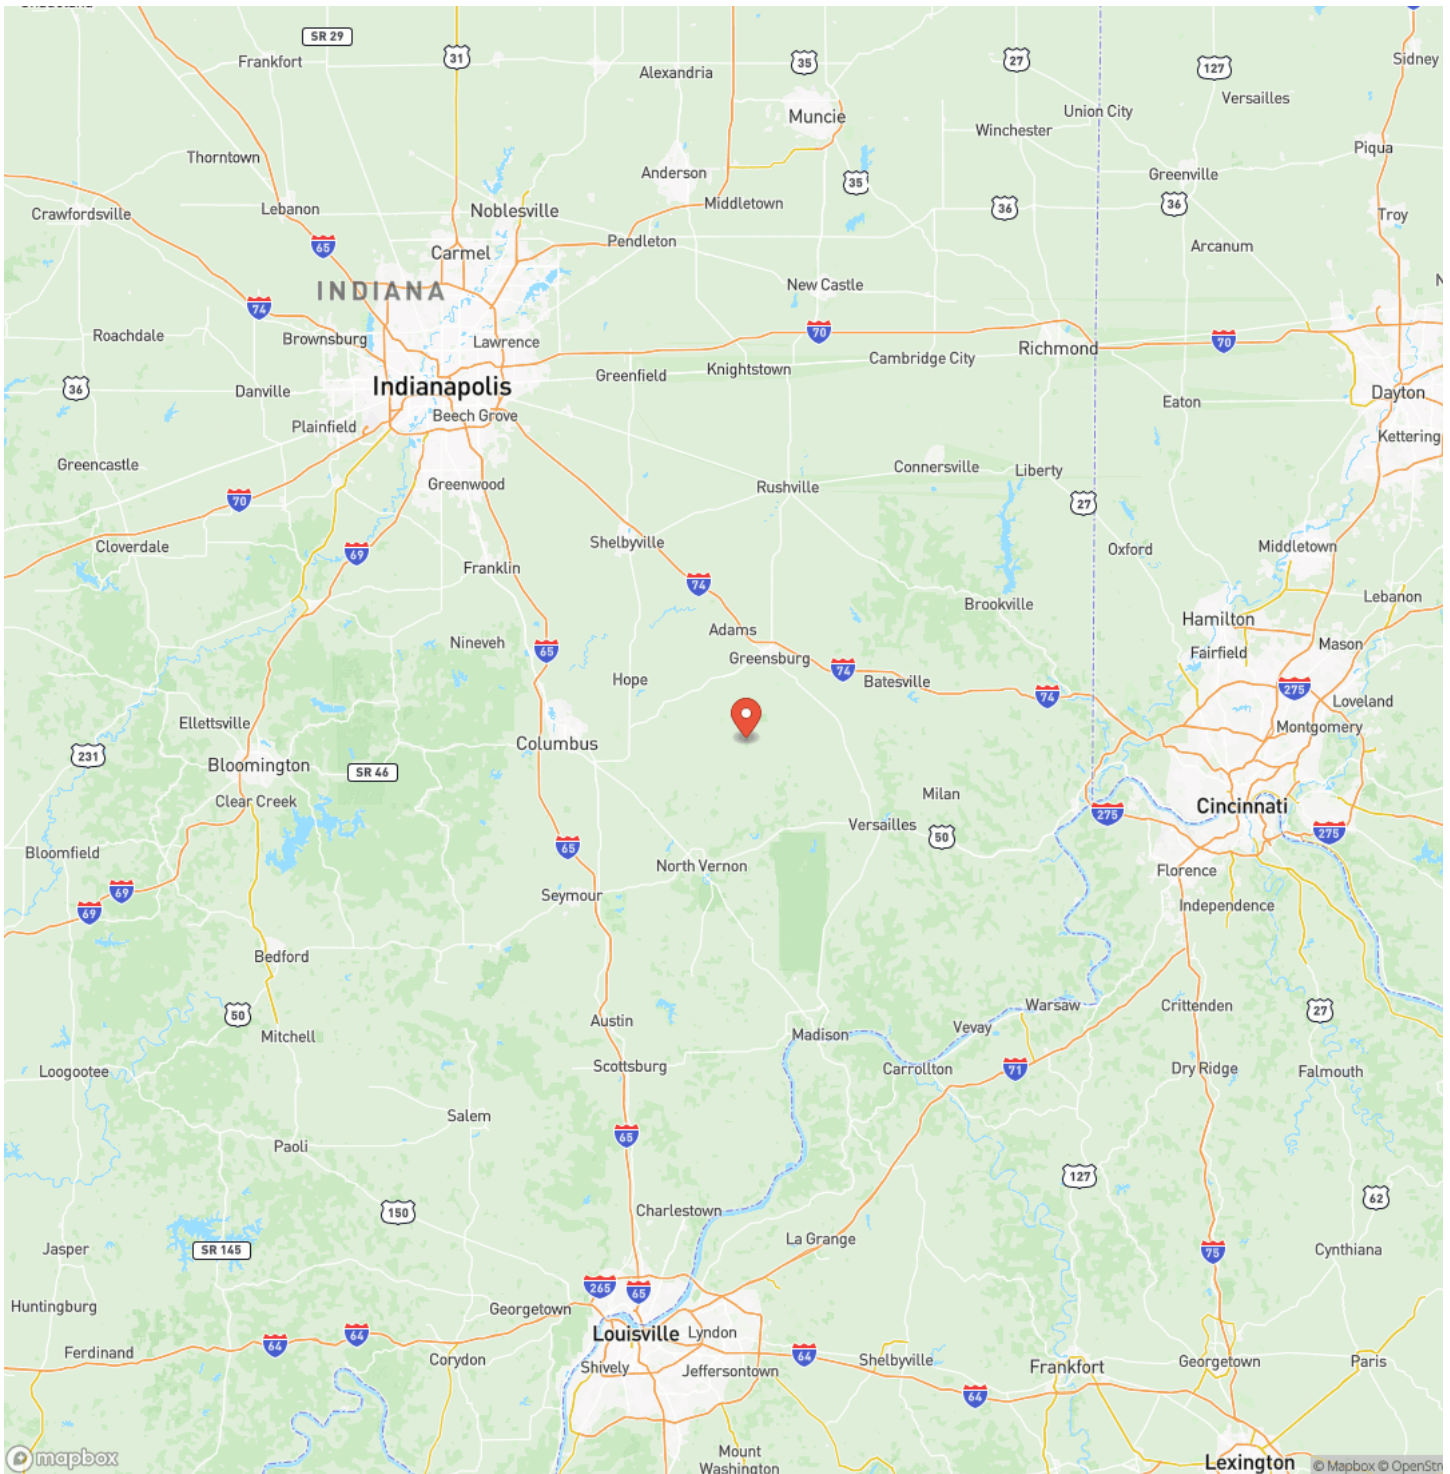 SR 29
Frankfort
31
Alexandria
35
27
127
Sidney
Versailles
Muncie
Union City
Winchester
Thorntown
Anderson
35
Piqua
Greenville
Crawfordsville
Lebanon
Noblesville
Middletown
36
36
Troy
65
Carmel
Pendleton
Arcanum
INDIANA
New Castle
74
Roachdale
Brownsburg
Lawrence
70
Richmond
70
Cambridge City
36
Danville
Indianapolis
Greenfield
Knightstown
Dayton
Eaton
Plainfield
Beech Grove
Kettering
Greencastle
Connersville
Liberty
Greenwood
Rushville
70
27
Cloverdale
69
Shelbyville
Oxford
Middletown
Franklin
74
Brookville
Lebanon
Hamilton
Nineveh
65
Adams
Mason
Greensburg
74
Fairfield
Hope
Batesville
74
275
Loveland
Ellettsville
Montgomery
231
Columbus
Bloomington
SR 46
Clear Creek
Milan
Cincinnati
275
Versailles
50
275
Bloomfield
65
North Vernon
Florence
69
Seymour
Independence
69
Bedford
50
Warsaw
Crittenden
27
Mitchell
Austin
Madison
Vevay
Loogootee
Scottsburg
Carrollton
71
Dry Ridge
Falmouth
Salem
65
Paoli
127
62
150
Charlestown
Jasper
SR 145
La Grange
75
Cynthiana
265
65
Huntingburg
Georgetown
Louisville
Lyndon
64
64
Ferdinand
Corydon
64
Shelbyville
Georgetown
Paris
Shively
Jeffersontown
Frankfort
64
Mount
Washington
mapbox
Lexington
© Mapbox © OpenStre